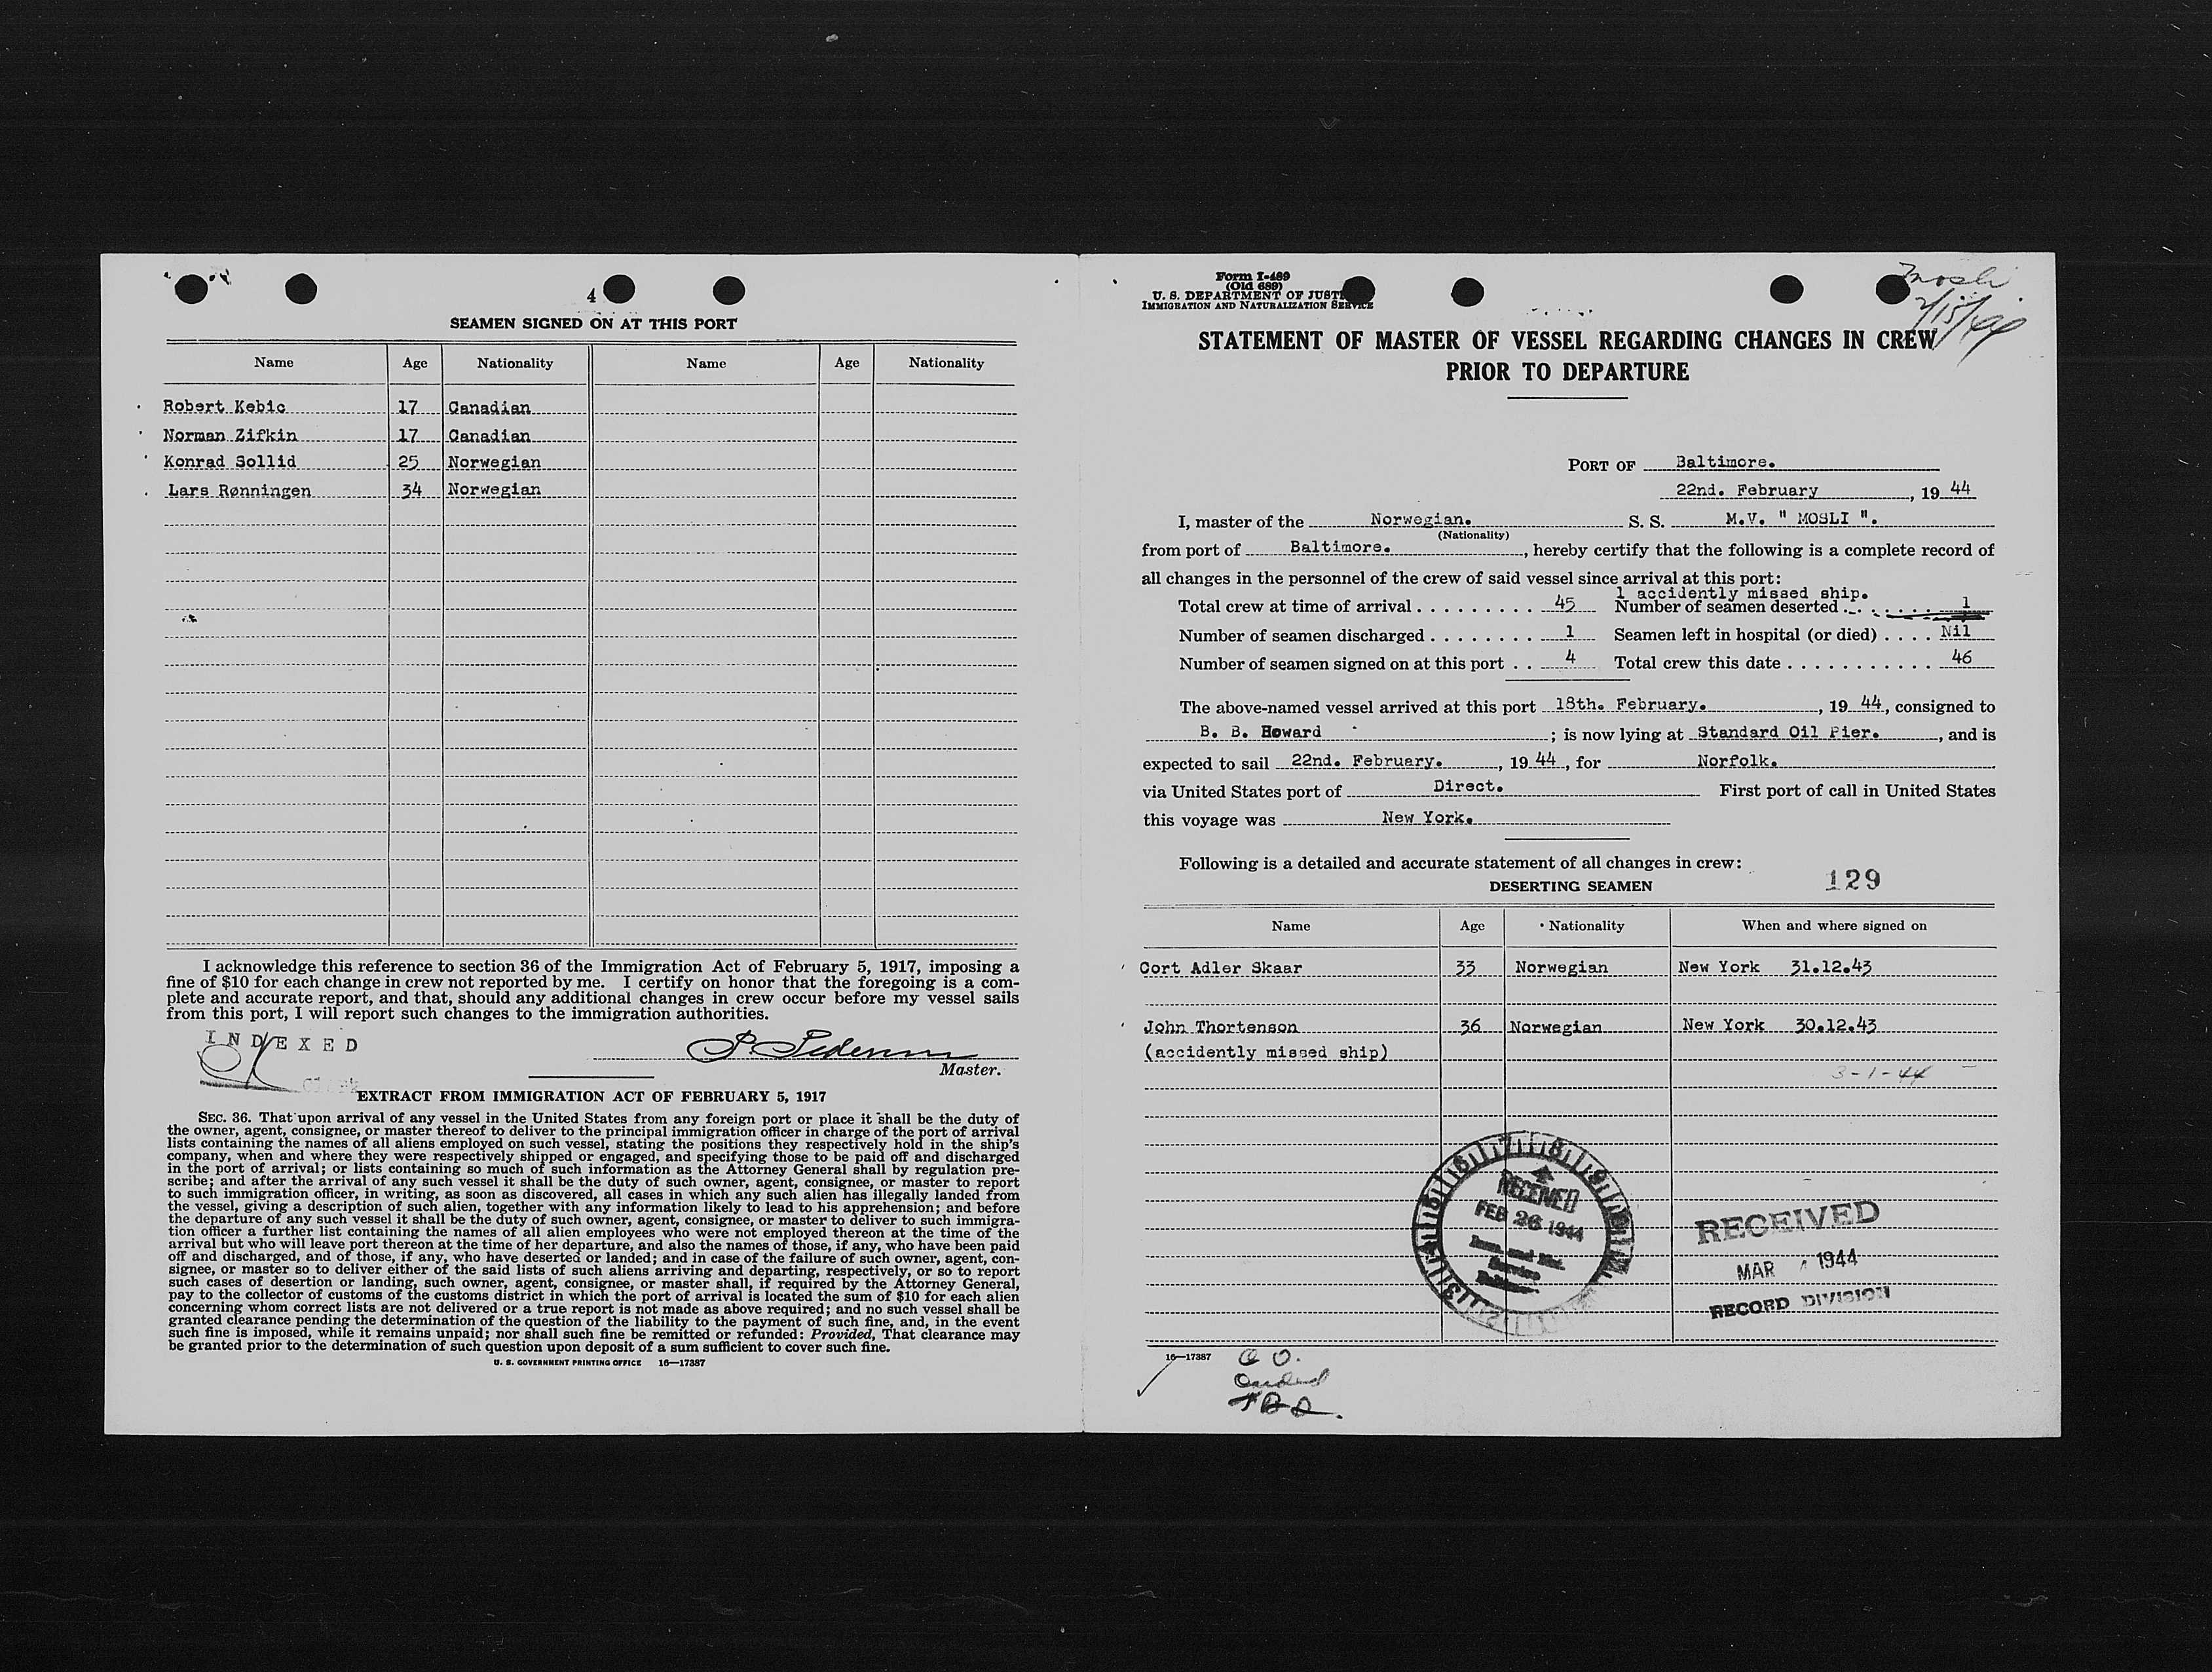 4
SEAMEN SIGNED ON AT THIS PORT
Name Age Nationality Name Age Nationality
Robert Kebic 17 Canadian
Norman Zifkin 17 Canadian
Konrad Sollid 25 Norwegian
Lars Rønningen 34 Norwegian
I acknowledge this reference to section 36 of the Immigration Act of February 5, 1917, imposing a
fine of $10 for each change in crew not reported by me. I certify on honor that the foregoing is a com-
plete and accurate report, and that, should any additional changes in crew occur before my vessel sails
from this port, I will report such changes to the immigration authorities.
INDEXED
P. Pedersen
Master.
EXTRACT FROM IMMIGRATION ACT OF FEBRUARY 5, 1917
SEC. 36. That upon arrival of any vessel in the United States from any foreign port or place it shall be the duty of
the owner, agent, consignee, or master thereof to deliver to the principal immigration officer in charge of the port of arrival
lists containing the names of all aliens employed on such vessel, stating the positions they respectively hold in the ship's
company, when and where they were respectively shipped or engaged, and specifying those to be paid off and discharged
in the port of arrival; or lists containing so much of such information as the Attorney General shall by regulation pre-
scribe; and after the arrival of any such vessel it shall be the duty of such owner, agent, consignee, or master to report
to such immigration officer, in writing, as soon as discovered, all cases in which any such alien has illegally landed from
the vessel, giving a description of such alien, together with any information likely to lead to his apprehension; and before
the departure of any such vessel it shall be the duty of such owner, agent, consignee, or master to deliver to such immigra-
tion officer a further list containing the names of all alien employees who were not employed thereon at the time of the
arrival but who will leave port thereon at the time of her departure, and also the names of those, if any, who have been paid
off and discharged, and of those, if any, who have deserted or landed; and in case of the failure of such owner, agent, con-
signee, or master so to deliver either of the said lists of such aliens arriving and departing, respectively, or so to report
such cases of desertion or landing, such owner, agent, consignee, or master shall, if required by the Attorney General,
pay to the collector of customs of the customs district in which the port of arrival is located the sum of $10 for each alien
concerning whom correct lists are not delivered or a true report is not made as above required; and no such vessel shall be
granted clearance pending the determination of the question of the liability to the payment of such fine, and, in the event
such fine is imposed, while it remains unpaid; nor shall such fine be remitted or refunded: Provided, That clearance may
be granted prior to the determination of such question upon deposit of a sum sufficient to cover such fine.
U. S. GOVERNMENT PRINTING OFFICE 16—17387
Form I-489
(Old 689)
U. S. DEPARTMENT OF JUST
IMMIGRATION AND NATURALIZATION SERVICE
Mosli
2/15/44
STATEMENT OF MASTER OF VESSEL REGARDING CHANGES IN CREW
PRIOR TO DEPARTURE
PORT OF Baltimore.
22nd. February, 19 44
I, master of the Norwegian. S. S. M.V. " MOSLI ".
(Nationality)
from port of Baltimore., hereby certify that the following is a complete record of
all changes in the personnel of the crew of said vessel since arrival at this port:
1 accidently missed ship.
Total crew at time of arrival 45 Number of seamen deserted 1
Number of seamen discharged 1 Seamen left in hospital (or died) Nil
Number of seamen signed on at this port 4 Total crew this date 46
The above-named vessel arrived at this port 18th. February., 19 44, consigned to
B. B. Howard; is now lying at Standard Oil Pier., and is
expected to sail 22nd. February., 19 44, for Norfolk.
via United States port of Direct. First port of call in United States
this voyage was New York.
Following is a detailed and accurate statement of all changes in crew:
129
DESERTING SEAMEN
Name Age Nationality When and where signed on
Cort Adler Skaar 33 Norwegian New York 31.12.43
John Thortenson 36 Norwegian New York 30.12.43
(accidently missed ship)
3-1-44
RECEIVED
FEB 26 1944
RECEIVED
MAR 1944
RECORD DIVISION
16—17387